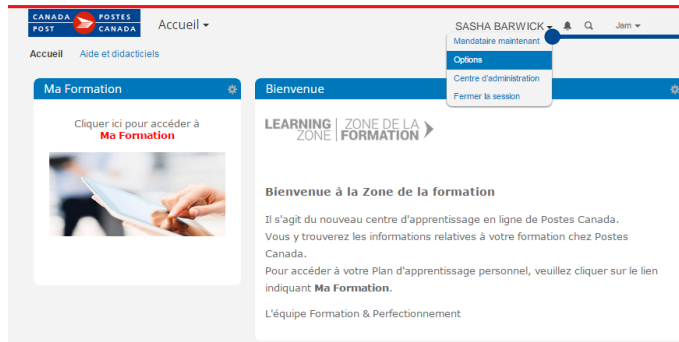 CANADA POSTES
POST CANADA
Accueil
SASHA BARWICK
Jam
Mandataire maintenant
Options
Centre d'administration
Fermer la session
Accueil Aide et didacticiels
Ma Formation
Cliquer ici pour accéder à
Ma Formation
Bienvenue
LEARNING | ZONE DE LA
ZONE | FORMATION
Bienvenue à la Zone de la formation
Il s'agit du nouveau centre d'apprentissage en ligne de Postes Canada.
Vous y trouverez les informations relatives à votre formation chez Postes
Canada.
Pour accéder à votre Plan d'apprentissage personnel, veuillez cliquer sur le lien
indiquant Ma Formation.
L'équipe Formation & Perfectionnement